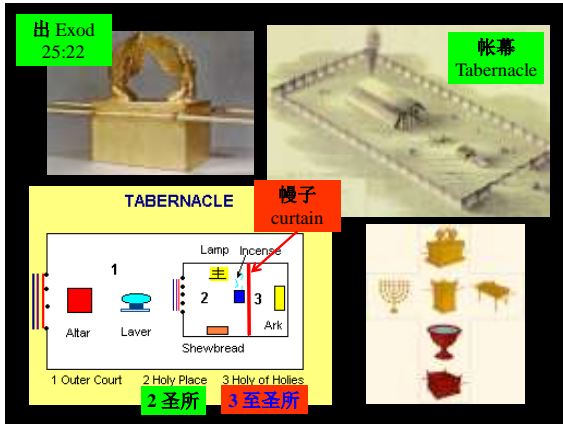 出 Exod
25:22
帐幕
Tabernacle
TABERNACLE
幔子
curtain
Lamp Incense
1
2
3
Altar
Laver
Ark
Shewbread
1 Outer Court 2 Holy Place 3 Holy of Holies
2 圣所
3 至圣所